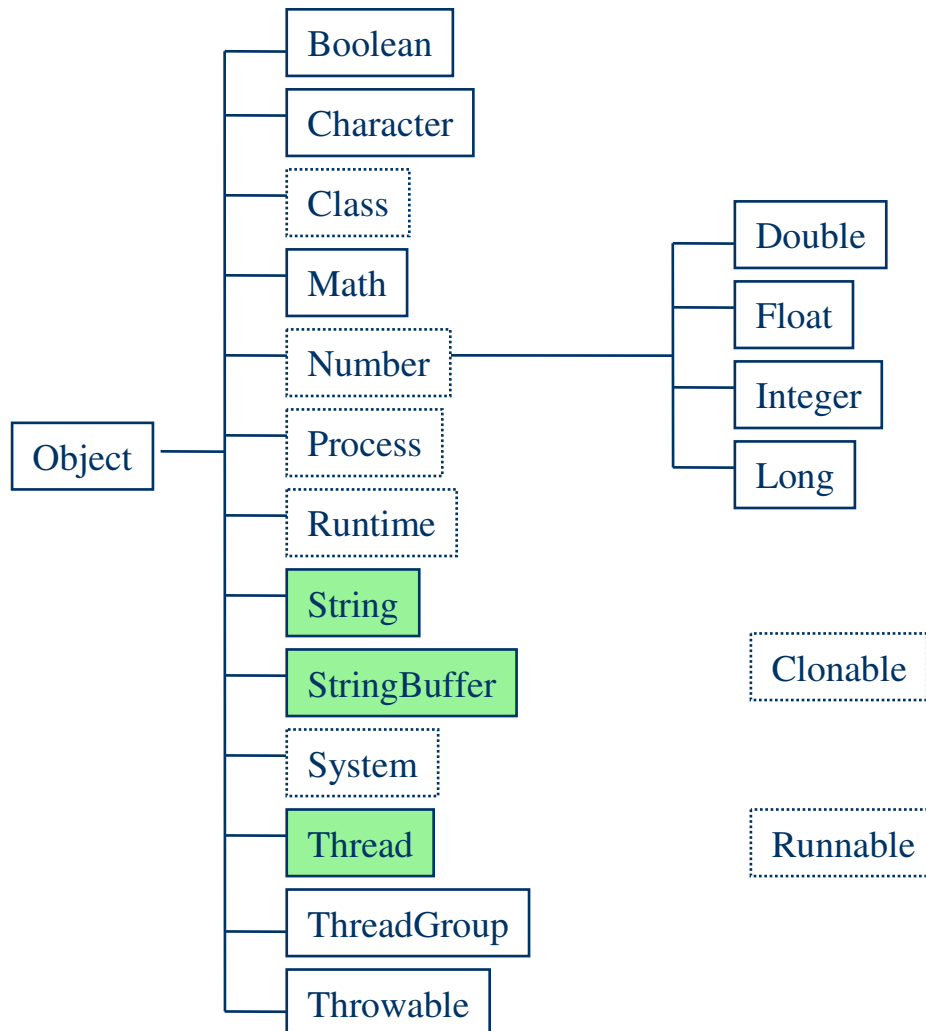 Boolean
Character
Class
Math
Number
Process
Object
Runtime
String
StringBuffer
System
Thread
ThreadGroup
Throwable
Double
Float
Integer
Long
Clonable
Runnable